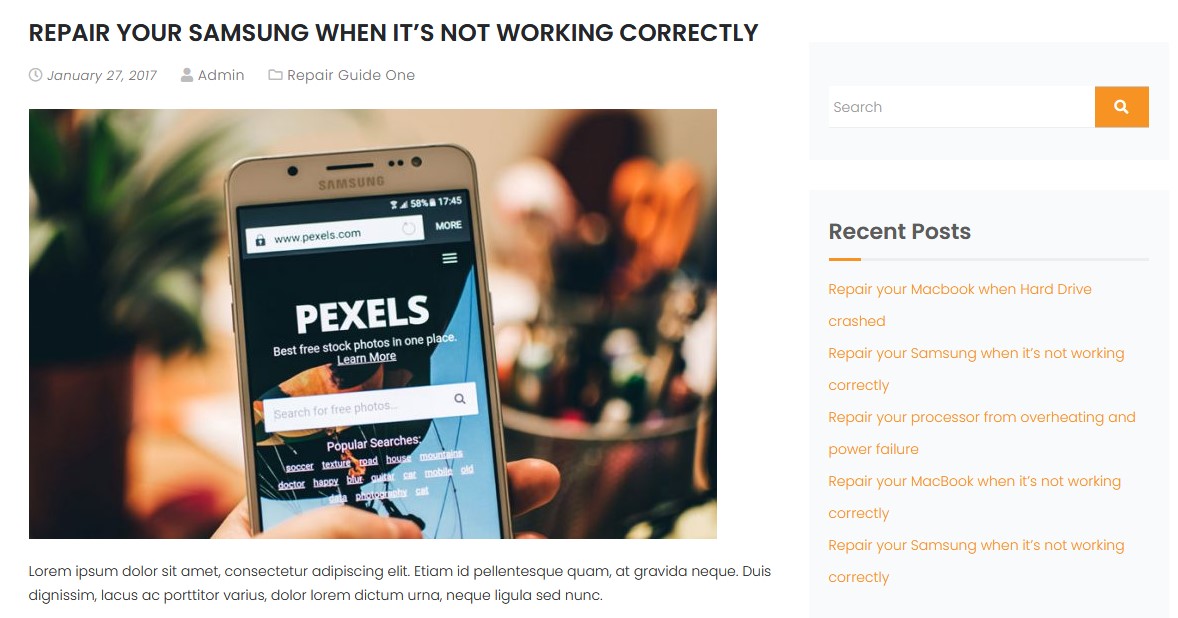 REPAIR YOUR SAMSUNG WHEN IT’S NOT WORKING CORRECTLY
January 27, 2017 Admin Repair Guide One
SAMSUNG
58% 17:45
www.pexels.com MORE
PEXELS
Best free stock photos in one place.
Learn More
Search for free photos...
Popular Searches:
soccer texture road house mountains
doctor happy blur guitar car mobile old
data photography cat
Lorem ipsum dolor sit amet, consectetur adipiscing elit. Etiam id pellentesque quam, at gravida neque. Duis
dignissim, lacus ac porttitor varius, dolor lorem dictum urna, neque ligula sed nunc.
Search
Recent Posts
Repair your Macbook when Hard Drive
crashed
Repair your Samsung when it’s not working
correctly
Repair your processor from overheating and
power failure
Repair your MacBook when it’s not working
correctly
Repair your Samsung when it’s not working
correctly